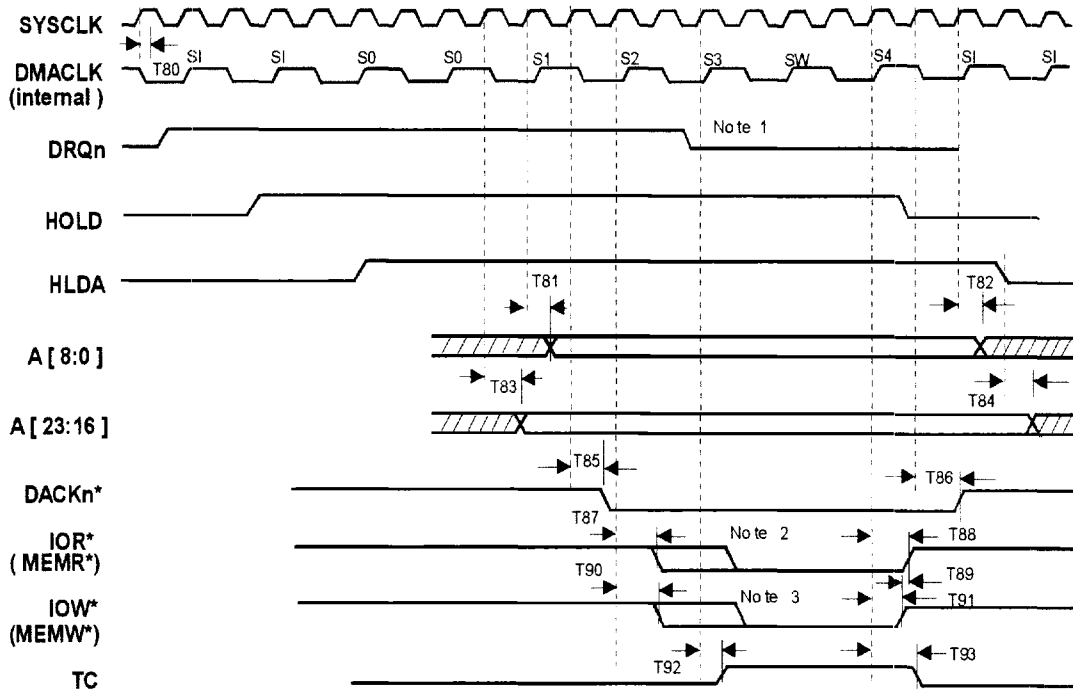 SYSCLK
T80
SI SI S0 S0 S1 S2 S3 SW S4 SI SI
DMACLK
(internal )
Note 1
DRQn
HOLD
HLDA
T81 T82
A [ 8:0 ]
T83 T84
A [ 23:16 ]
T85 T86
DACKn*
T87 Note 2 T88
IOR*
( MEMR*)
T89
T90
IOW*
(MEMW*)
Note 3 T91
T92 T93
TC